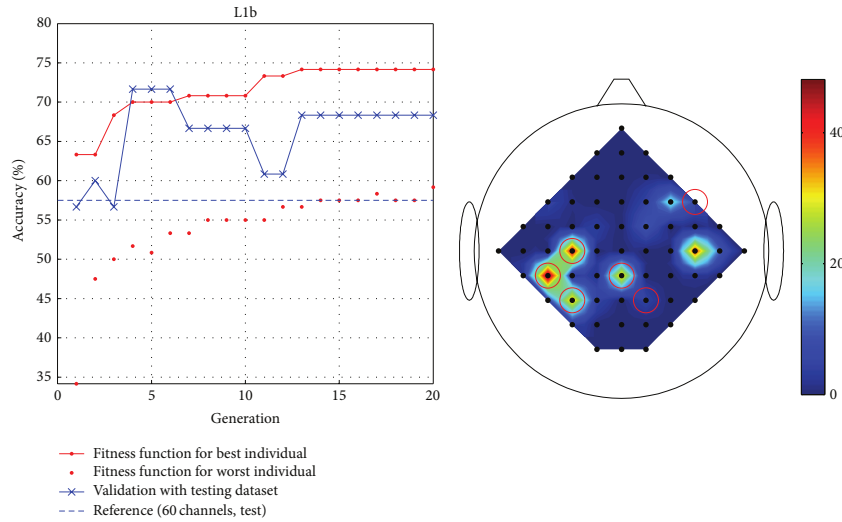 L1b
80
75
70
65
60
55
50
45
40
35
Accuracy (%)
0
5
10
15
20
Generation
Fitness function for best individual
Fitness function for worst individual
Validation with testing dataset
Reference (60 channels, test)
40
20
0